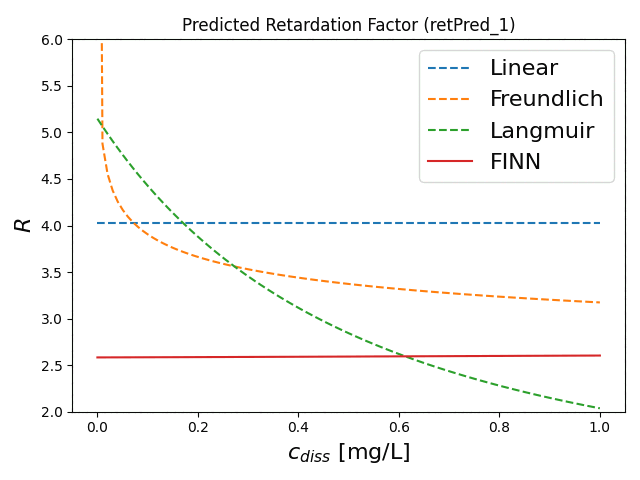 Predicted Retardation Factor (retPred_1)
6.0
5.5
5.0
4.5
4.0
3.5
3.0
2.5
2.0
R
Linear
Freundlich
Langmuir
FINN
0.0 0.2 0.4 0.6 0.8 1.0
c_diss [mg/L]